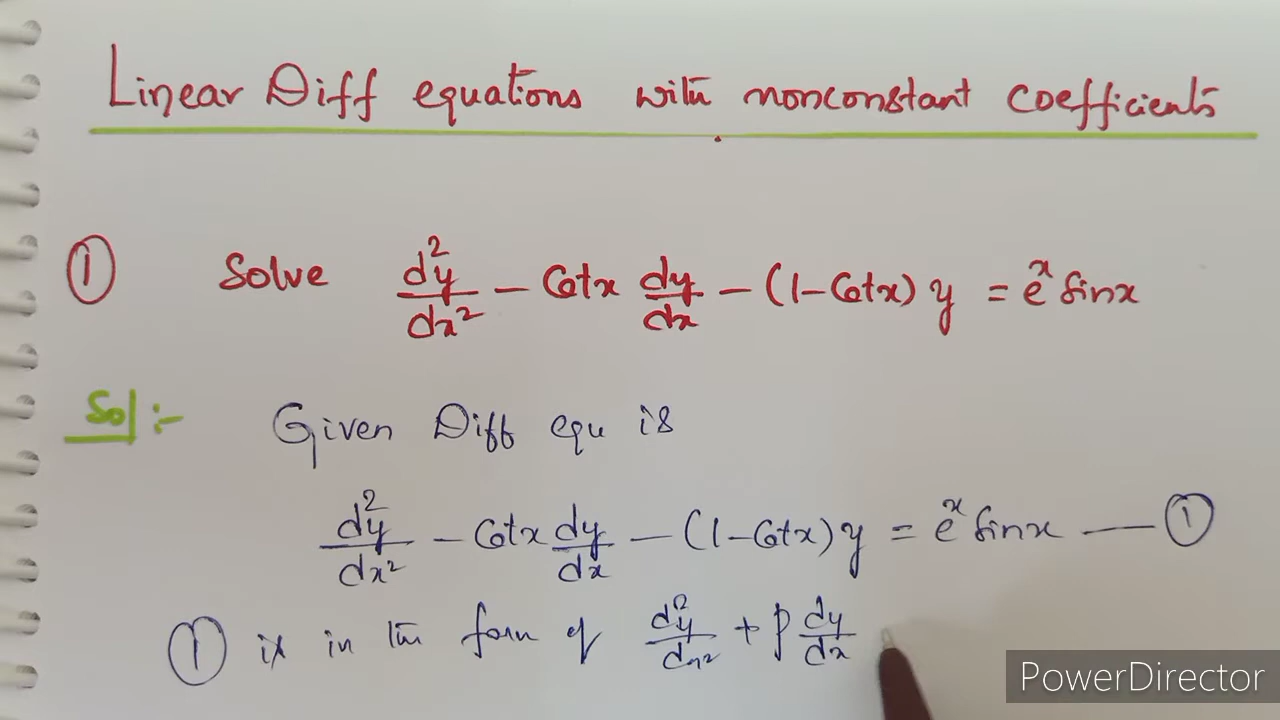 Linear Diff equations with nonconstant coefficients
① Solve d²y/dx² - Cotx dy/dx - (1-Cotx) y = eˣ Sinx
Sol :- Given Diff equ is
d²y/dx² - Cotx dy/dx - (1-Cotx) y = eˣ Sinx — ①
① is in the form of d²y/dx² + P dy/dx
PowerDirector